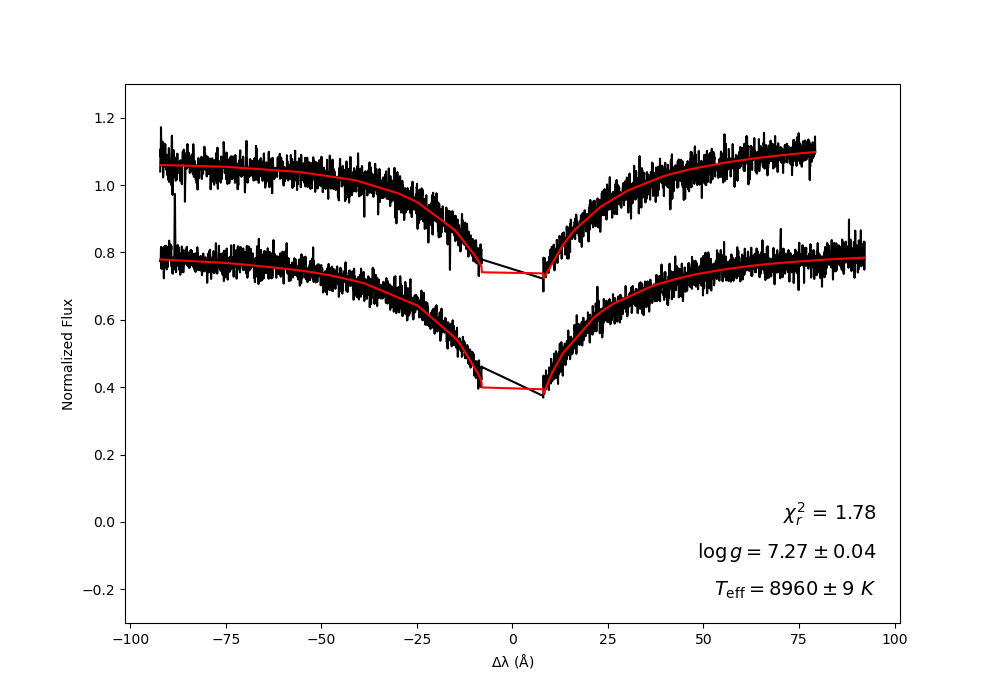 1.2
1.0
0.8
0.6
0.4
0.2
0.0
−0.2
Normalized Flux
χ²ᵣ = 1.78
log g = 7.27 ± 0.04
T_eff = 8960 ± 9 K
−100 −75 −50 −25 0 25 50 75 100
Δλ (Å)